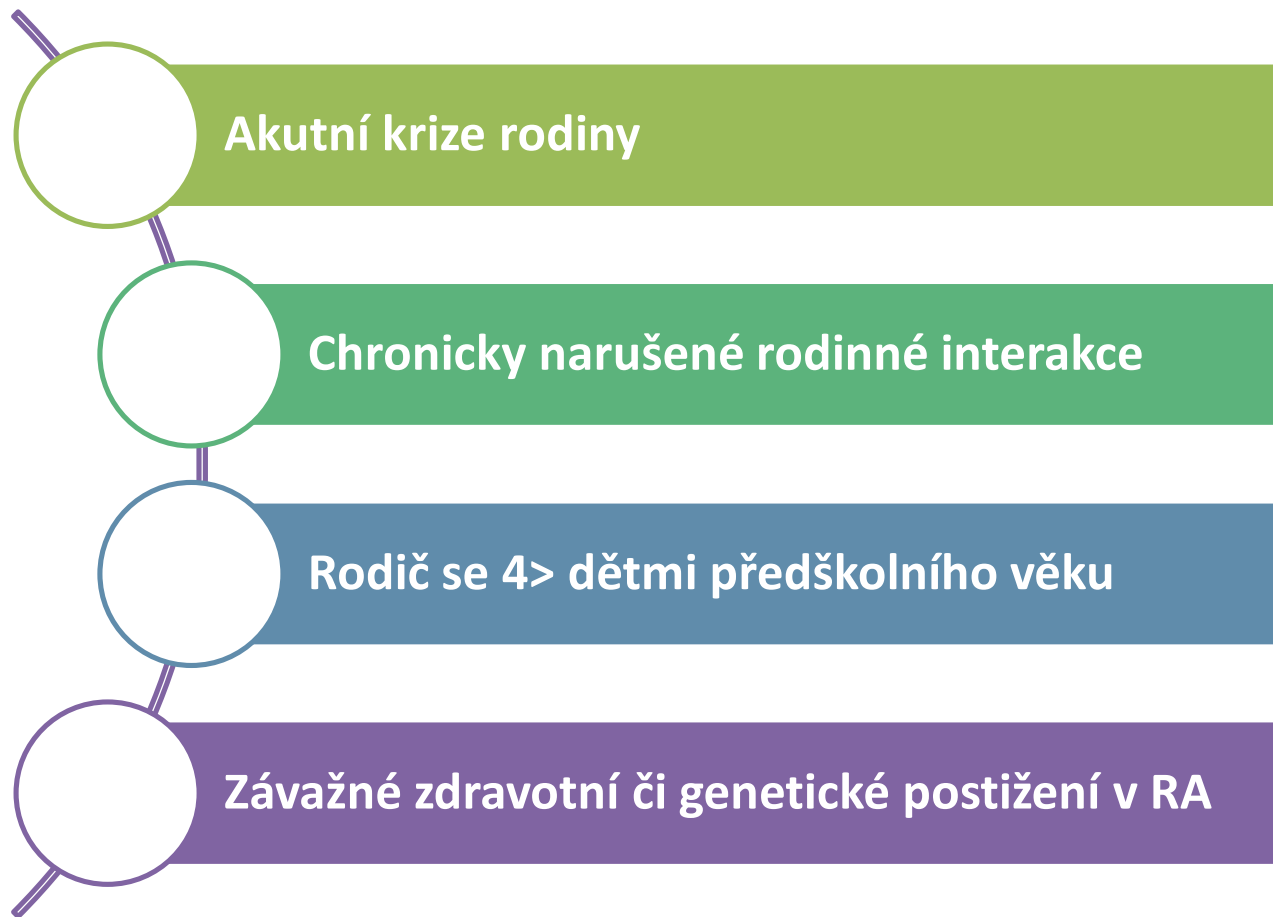 Akutní krize rodiny
Chronicky narušené rodinné interakce
Rodič se 4> dětmi předškolního věku
Závažné zdravotní či genetické postižení v RA